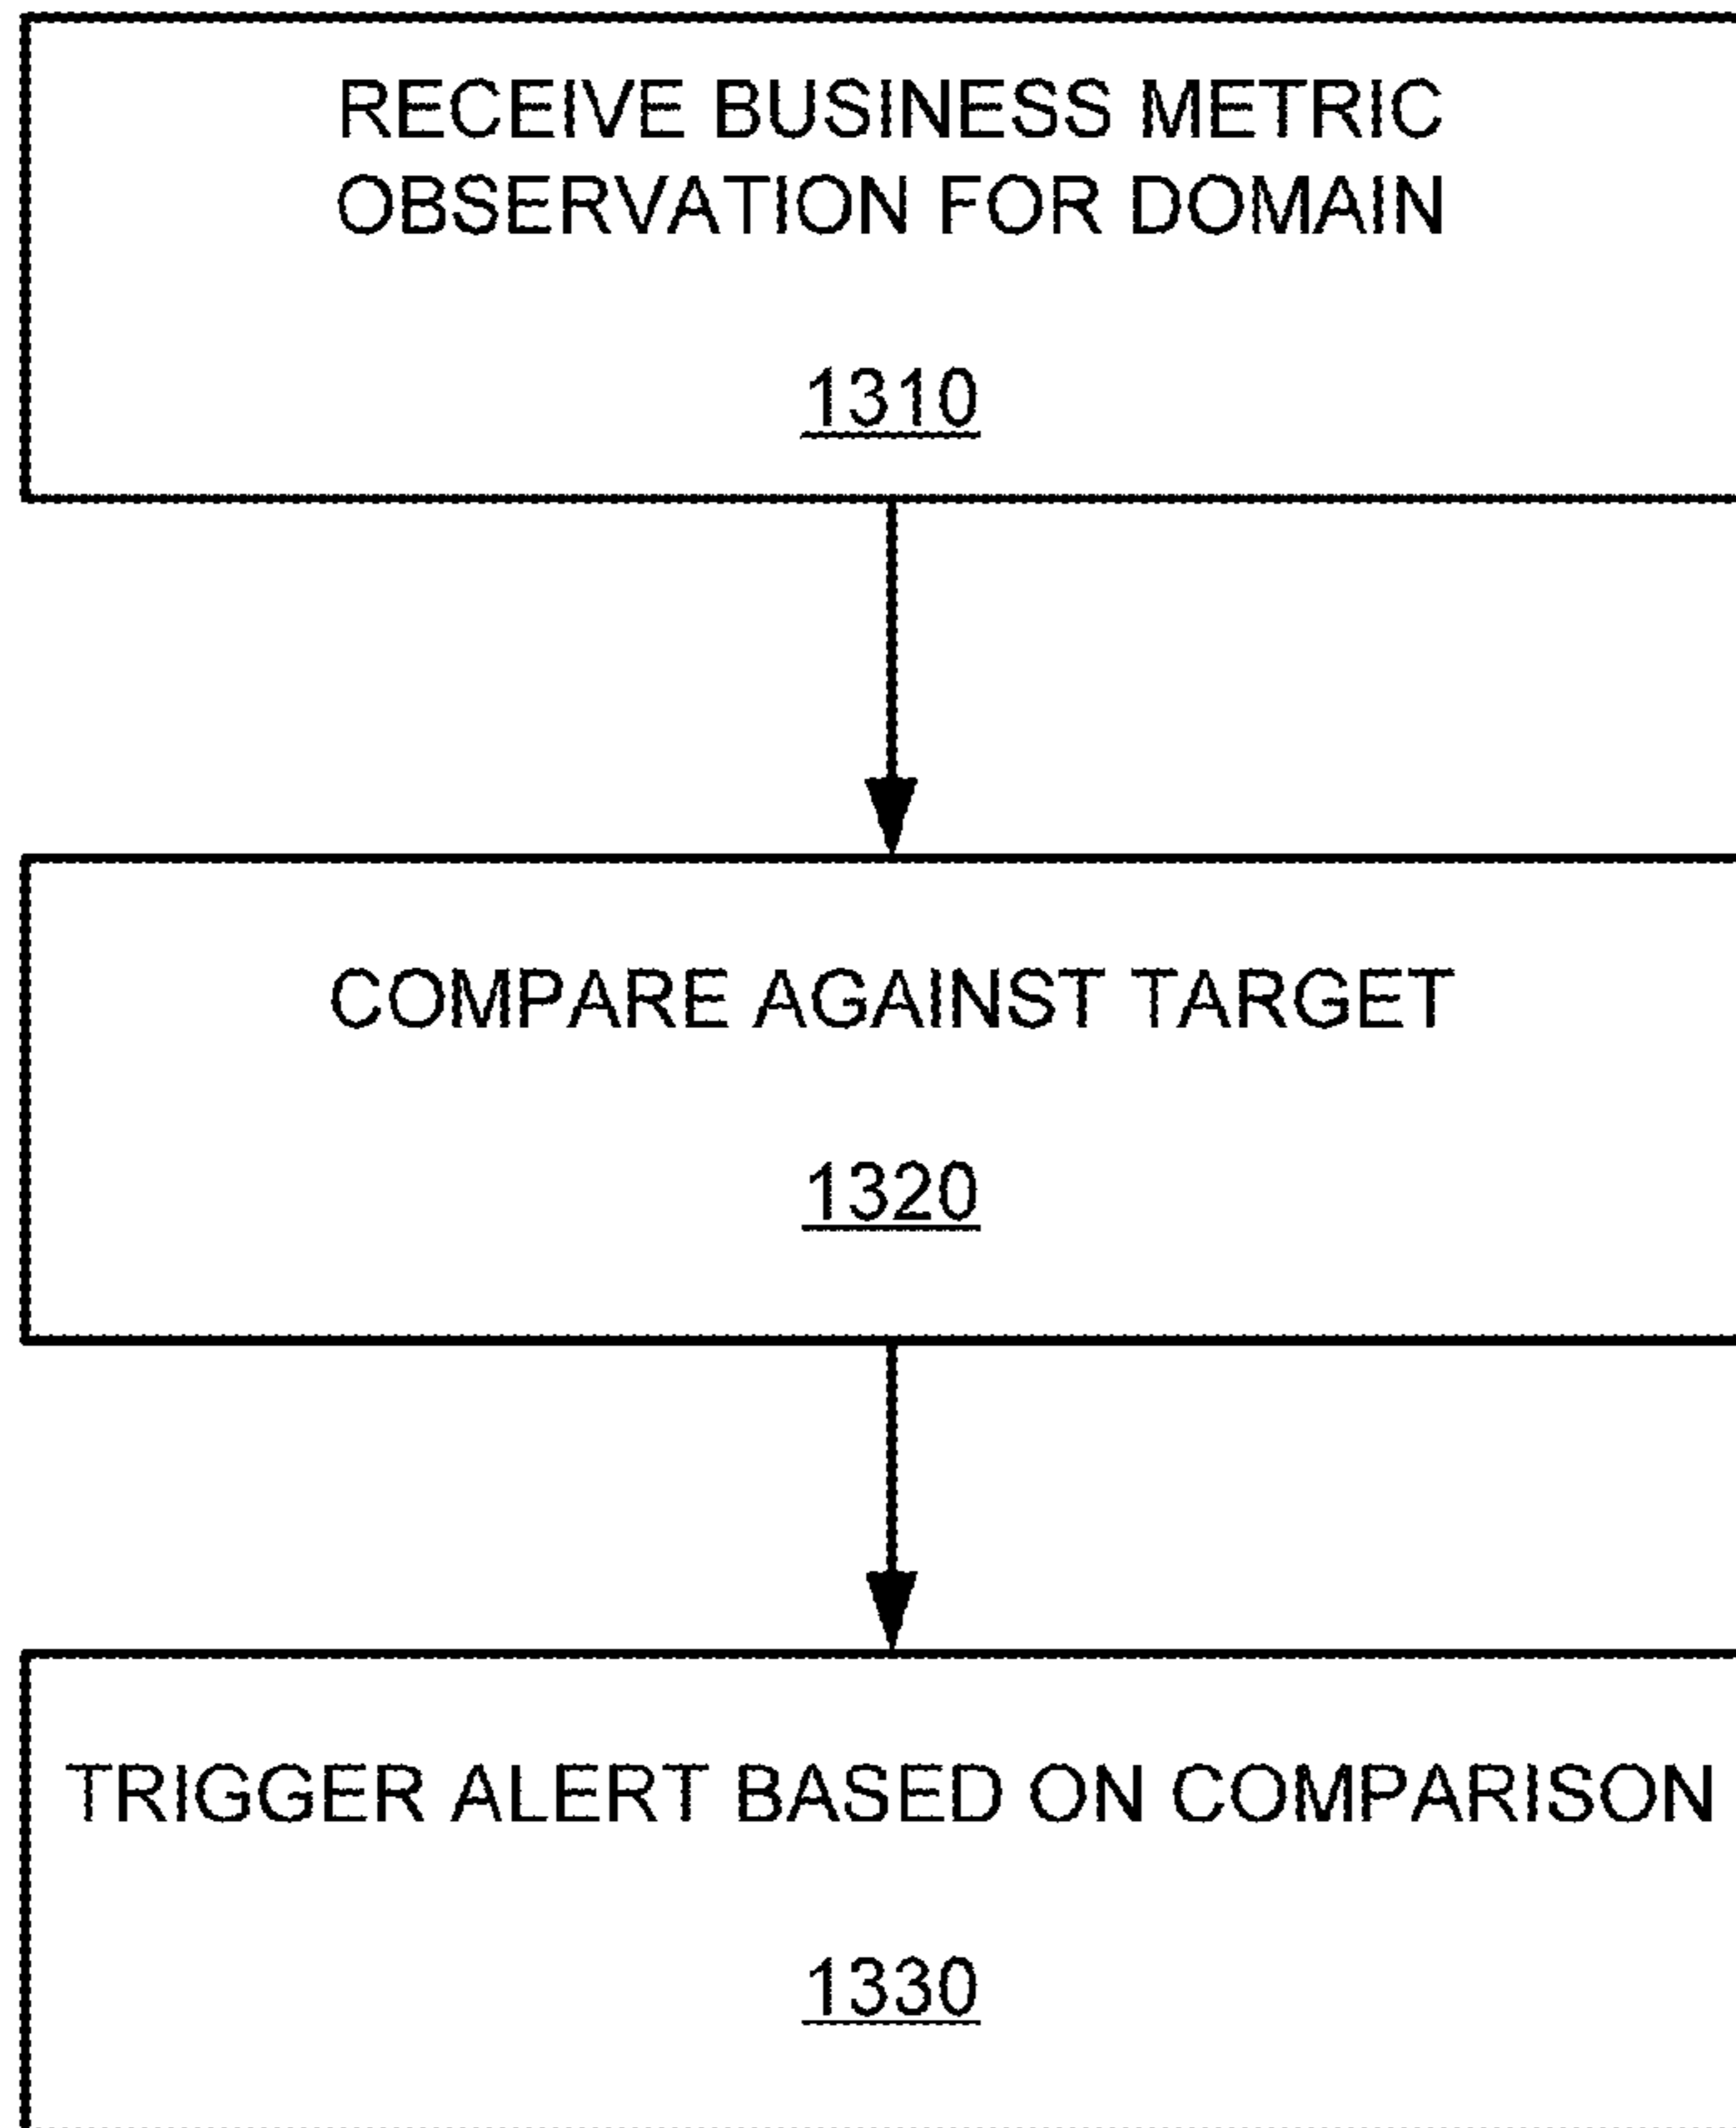 RECEIVE BUSINESS METRIC
OBSERVATION FOR DOMAIN
1310
COMPARE AGAINST TARGET
1320
TRIGGER ALERT BASED ON COMPARISON
1330